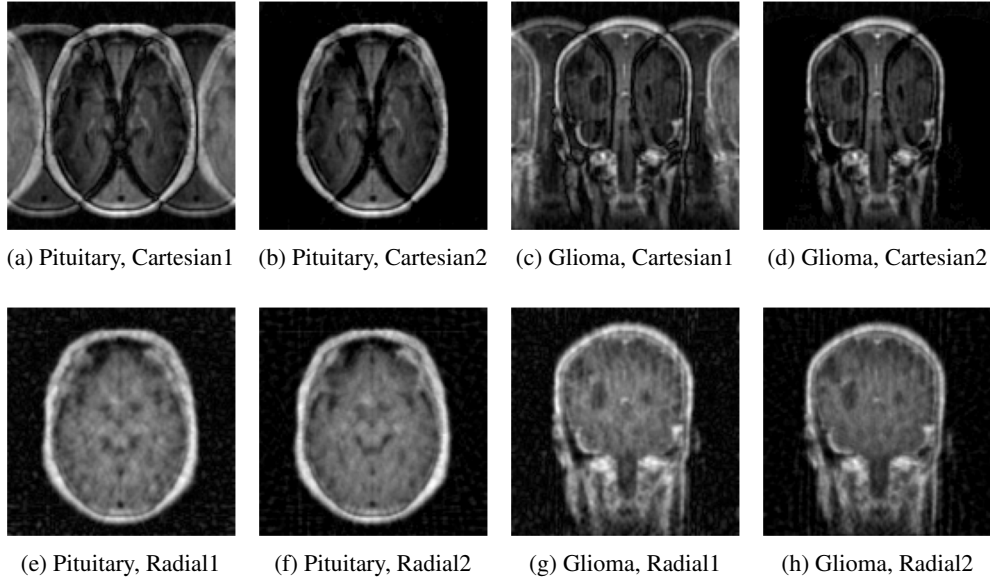 (a) Pituitary, Cartesian1 (b) Pituitary, Cartesian2 (c) Glioma, Cartesian1 (d) Glioma, Cartesian2
(e) Pituitary, Radial1 (f) Pituitary, Radial2 (g) Glioma, Radial1 (h) Glioma, Radial2